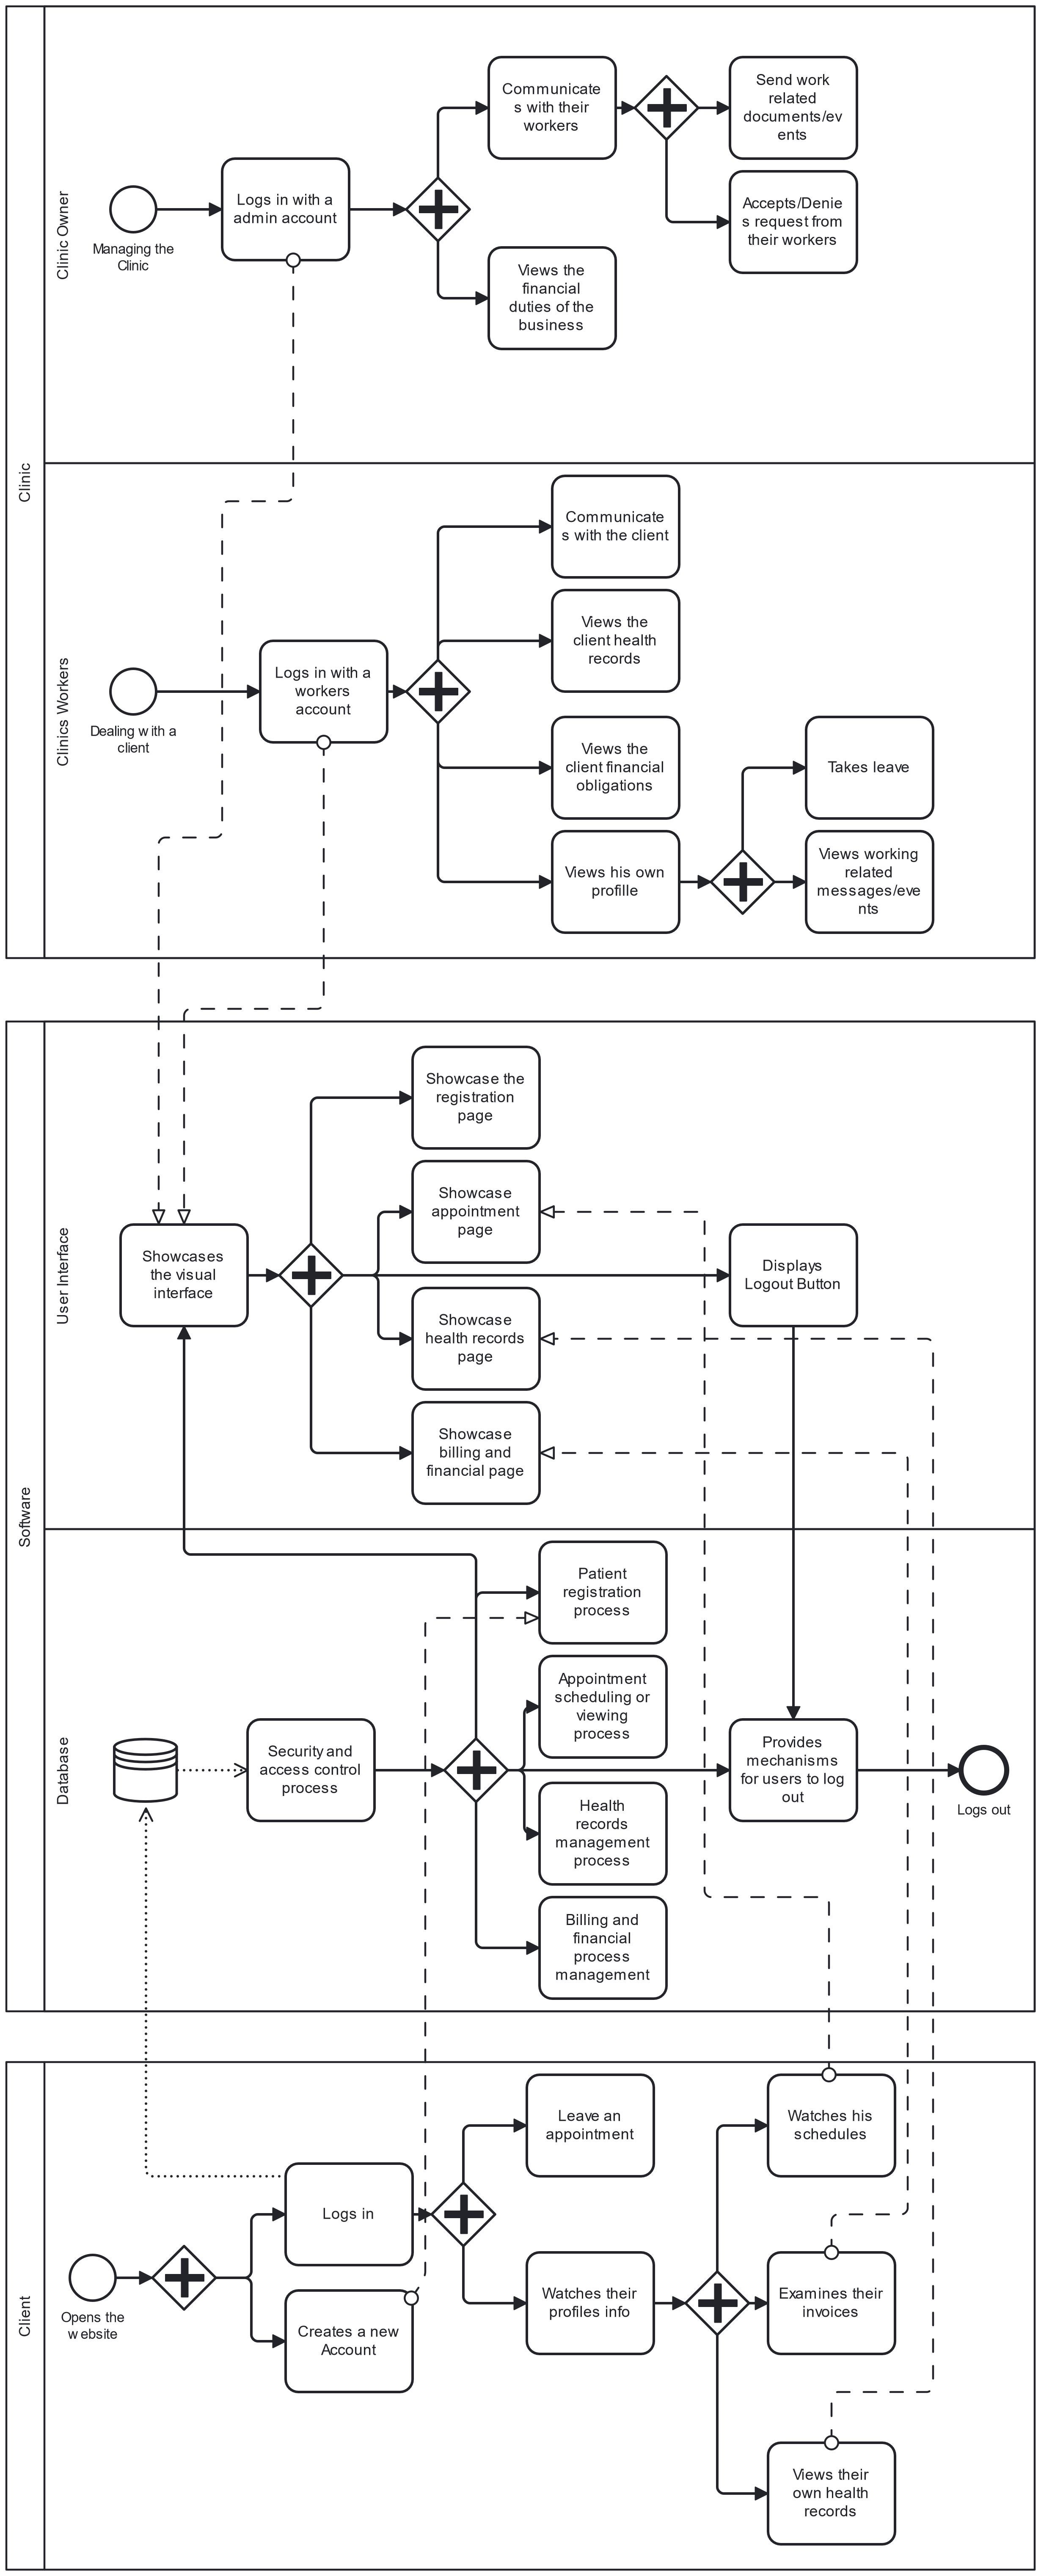 Clinic
Clinic Owner
Managing the
Clinic
Logs in with a
admin account
Communicate
s with their
workers
Send work
related
documents/ev
ents
Accepts/Denie
s request from
their workers
Views the
financial
duties of the
business
Clinics Workers
Dealing with a
client
Logs in with a
workers
account
Communicate
s with the client
Views the
client health
records
Views the
client financial
obligations
Views his own
profille
Takes leave
Views working
related
messages/eve
nts
Software
User Interface
Showcases
the visual
interface
Showcase the
registration
page
Showcase
appointment
page
Showcase
health records
page
Showcase
billing and
financial page
Displays
Logout Button
Database
Security and
access control
process
Patient
registration
process
Appointment
scheduling or
viewing
process
Health
records
management
process
Billing and
financial
process
management
Provides
mechanisms
for users to log
out
Logs out
Client
Opens the
website
Logs in
Creates a new
Account
Leave an
appointment
Watches their
profiles info
Watches his
schedules
Examines their
invoices
Views their
own health
records